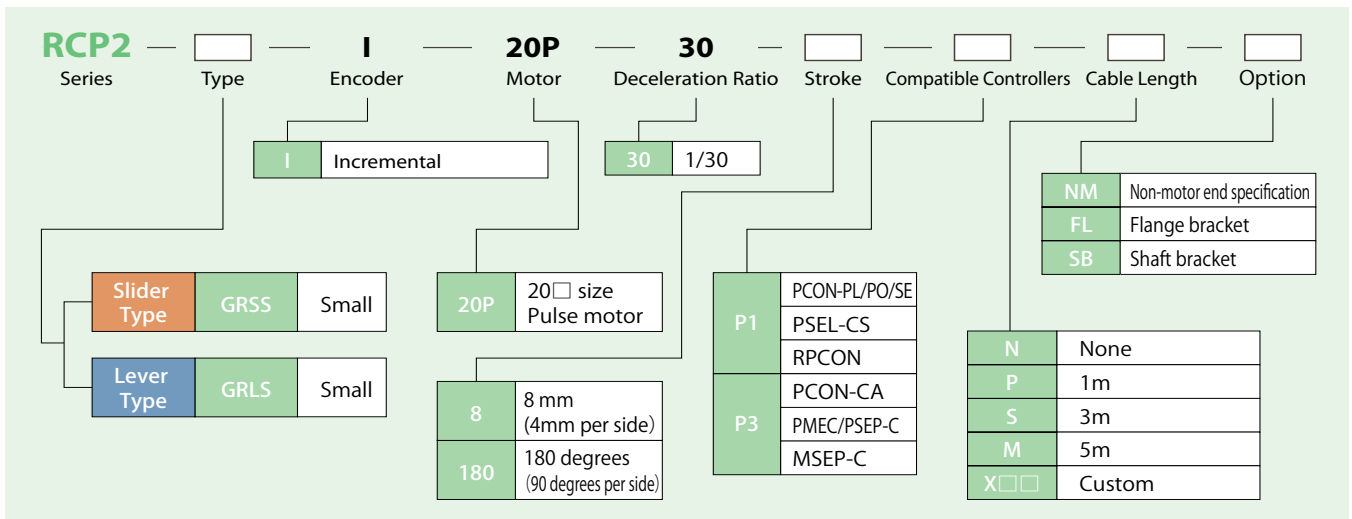 RCP2 — — I — 20P — 30 — — — —
Series Type Encoder Motor Deceleration Ratio Stroke Compatible Controllers Cable Length Option
I Incremental
30 1/30
NM Non-motor end specification
FL Flange bracket
SB Shaft bracket
Slider
Type
GRSS Small
Lever
Type
GRLS Small
20P
20□ size
Pulse motor
8
8 mm
(4mm per side)
180
180 degrees
(90 degrees per side)
P1
PCON-PL/PO/SE
PSEL-CS
RPCON
P3
PCON-CA
PMEC/PSEP-C
MSEP-C
N None
P 1m
S 3m
M 5m
X□□ Custom